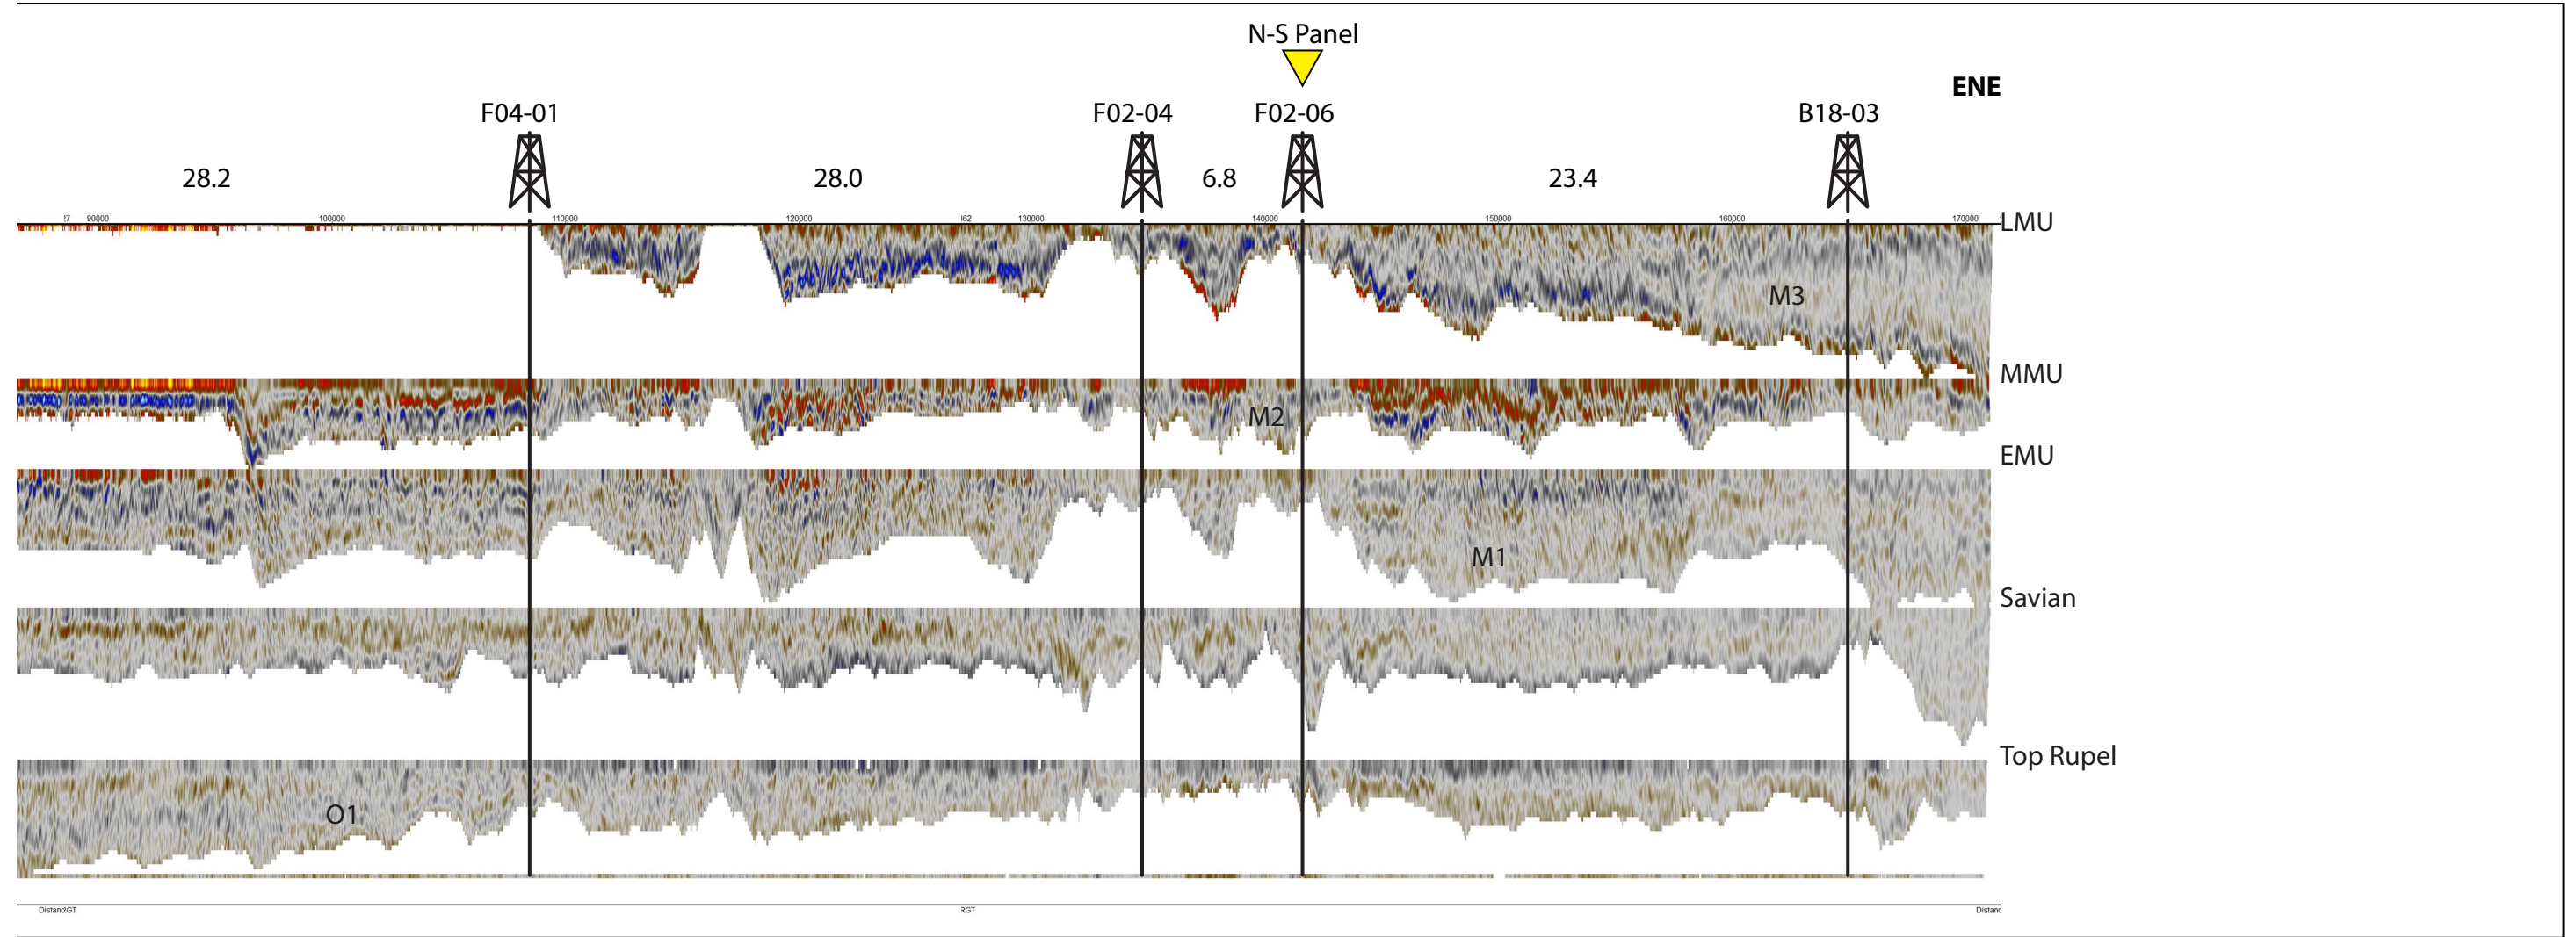 N-S Panel
ENE
F04-01 F02-04 F02-06 B18-03
28.2 28.0 6.8 23.4
90000 100000 110000 120000 130000 140000 150000 160000 170000
LMU
M3
MMU
M2
EMU
M1
Savian
Top Rupel
O1